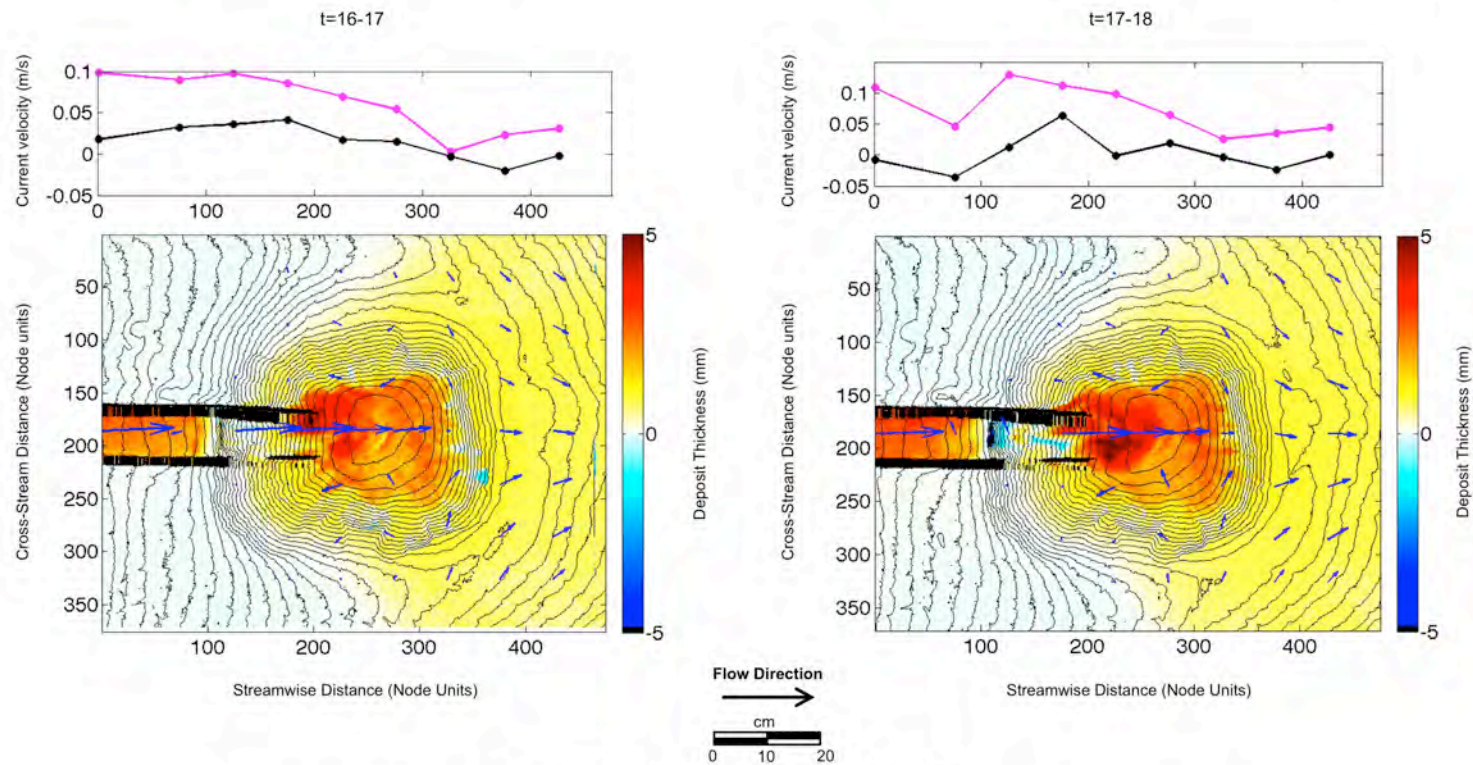 t=16-17
t=17-18
Current velocity (m/s)
0.1
0.05
0
-0.05
0 100 200 300 400
Current velocity (m/s)
0.1
0.05
0
-0.05
0 100 200 300 400
Cross-Stream Distance (Node units)
50
100
150
200
250
300
350
0 100 200 300 400
Streamwise Distance (Node Units)
5
0
-5
Deposit Thickness (mm)
Cross-Stream Distance (Node units)
50
100
150
200
250
300
350
0 100 200 300 400
Streamwise Distance (Node Units)
5
0
-5
Deposit Thickness (mm)
Flow Direction
cm
0 10 20